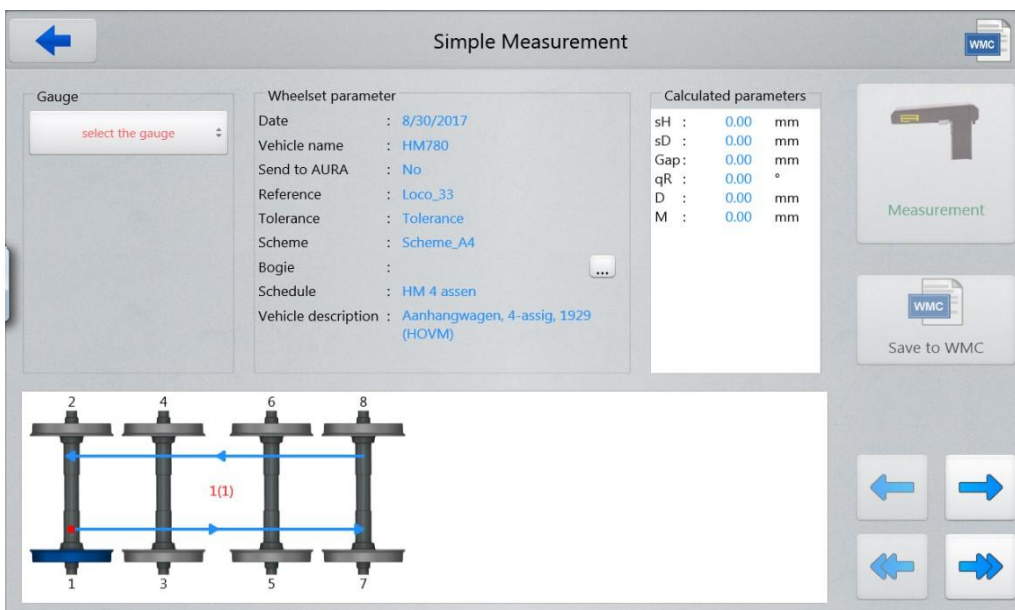 Simple Measurement
WMC
Gauge
select the gauge
Wheelset parameter
Date : 8/30/2017
Vehicle name : HM780
Send to AURA : No
Reference : Loco_33
Tolerance : Tolerance
Scheme : Scheme_A4
Bogie : ...
Schedule : HM 4 assen
Vehicle description : Aanhangwagen, 4-assig, 1929
(HOVM)
Calculated parameters
sH : 0.00 mm
sD : 0.00 mm
Gap: 0.00 mm
qR : 0.00 °
D : 0.00 mm
M : 0.00 mm
Measurement
WMC
Save to WMC
2 4 6 8
1(1)
1 3 5 7